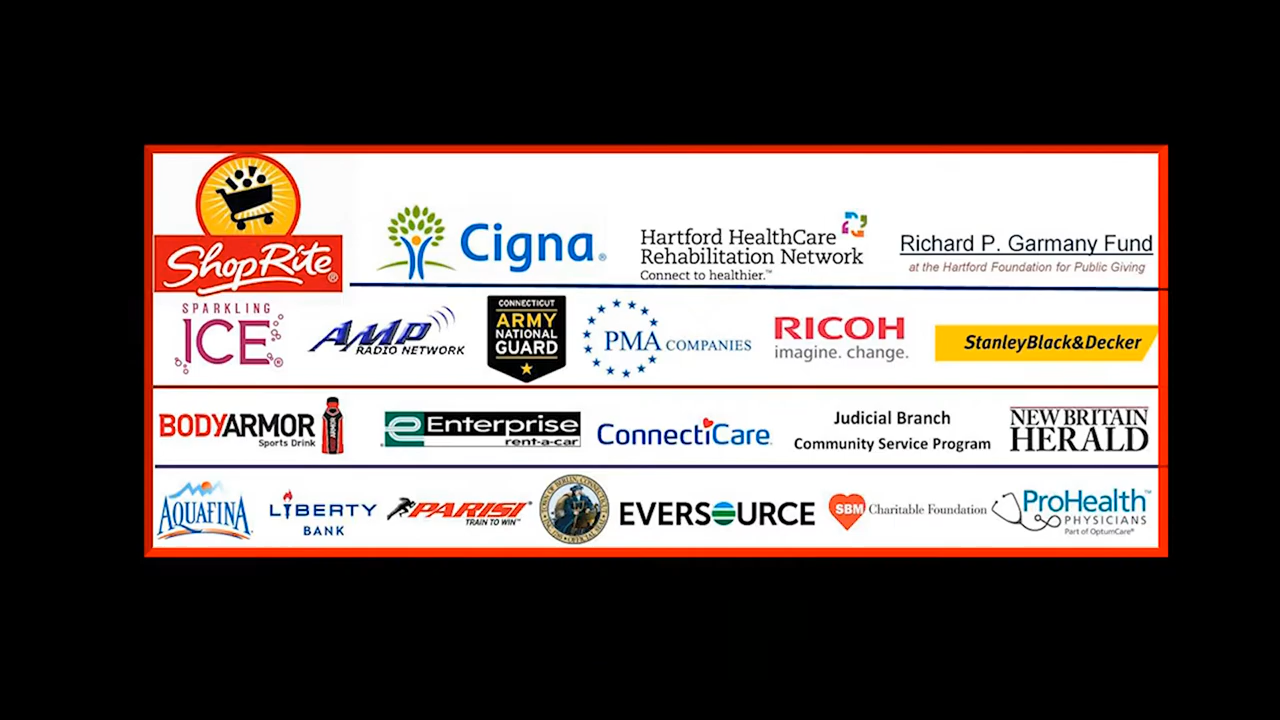 ShopRite®
Cigna®
Hartford HealthCare
Rehabilitation Network
Connect to healthier.™
Richard P. Garmany Fund
at the Hartford Foundation for Public Giving
SPARKLING
ICE®
AMP
RADIO NETWORK
CONNECTICUT
ARMY
NATIONAL
GUARD
PMA COMPANIES
RICOH
imagine. change.
StanleyBlack&Decker
BODYARMOR
Sports Drink
e Enterprise
rent-a-car
ConnectiCare
Judicial Branch
Community Service Program
NEW BRITAIN
HERALD
AQUAFINA
LIBERTY
BANK
PARISI
TRAIN TO WIN™
EVERSOURCE
SBM Charitable Foundation
ProHealth™
PHYSICIANS
Part of OptumCare®